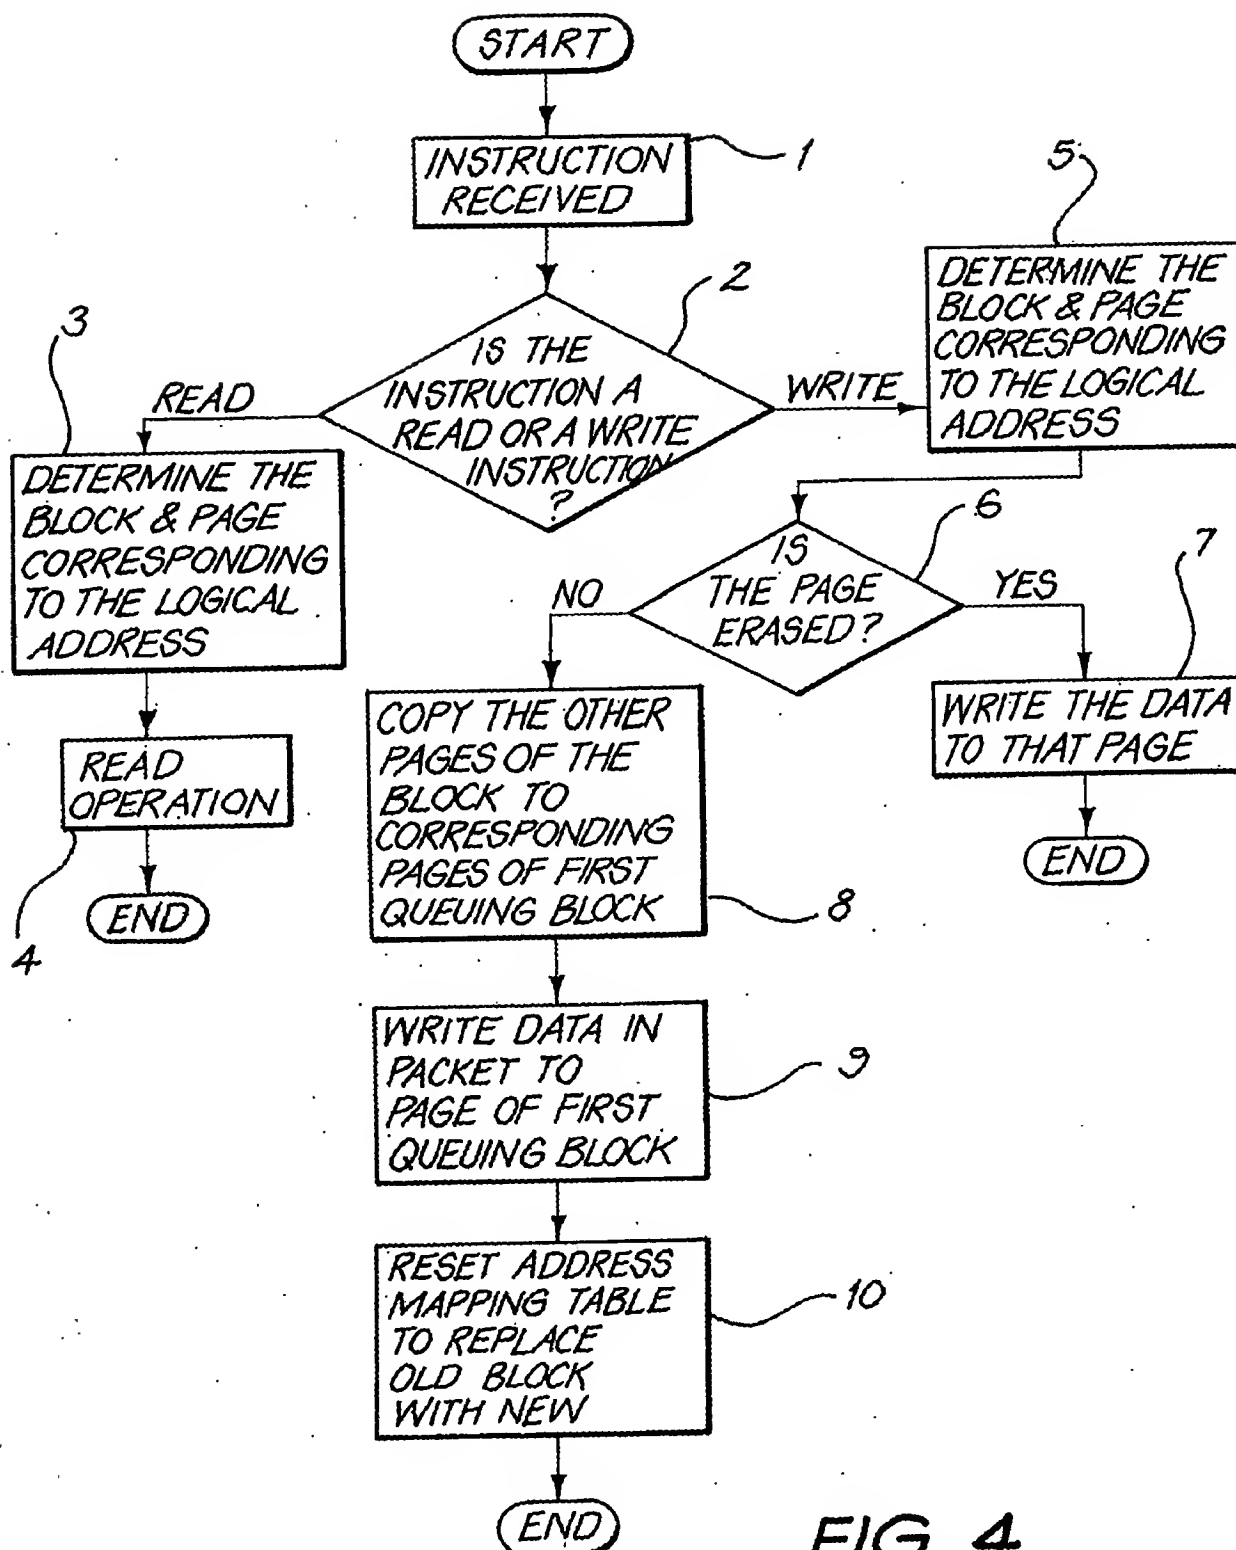 START
INSTRUCTION
RECEIVED
1
IS THE
INSTRUCTION A
READ OR A WRITE
INSTRUCTION
?
2
READ
WRITE
3
DETERMINE THE
BLOCK & PAGE
CORRESPONDING
TO THE LOGICAL
ADDRESS
READ
OPERATION
4
END
5
DETERMINE THE
BLOCK & PAGE
CORRESPONDING
TO THE LOGICAL
ADDRESS
IS
THE PAGE
ERASED?
6
NO
YES
7
WRITE THE DATA
TO THAT PAGE
END
COPY THE OTHER
PAGES OF THE
BLOCK TO
CORRESPONDING
PAGES OF FIRST
QUEUING BLOCK
8
WRITE DATA IN
PACKET TO
PAGE OF FIRST
QUEUING BLOCK
9
RESET ADDRESS
MAPPING TABLE
TO REPLACE
OLD BLOCK
WITH NEW
10
END
FIG. 4